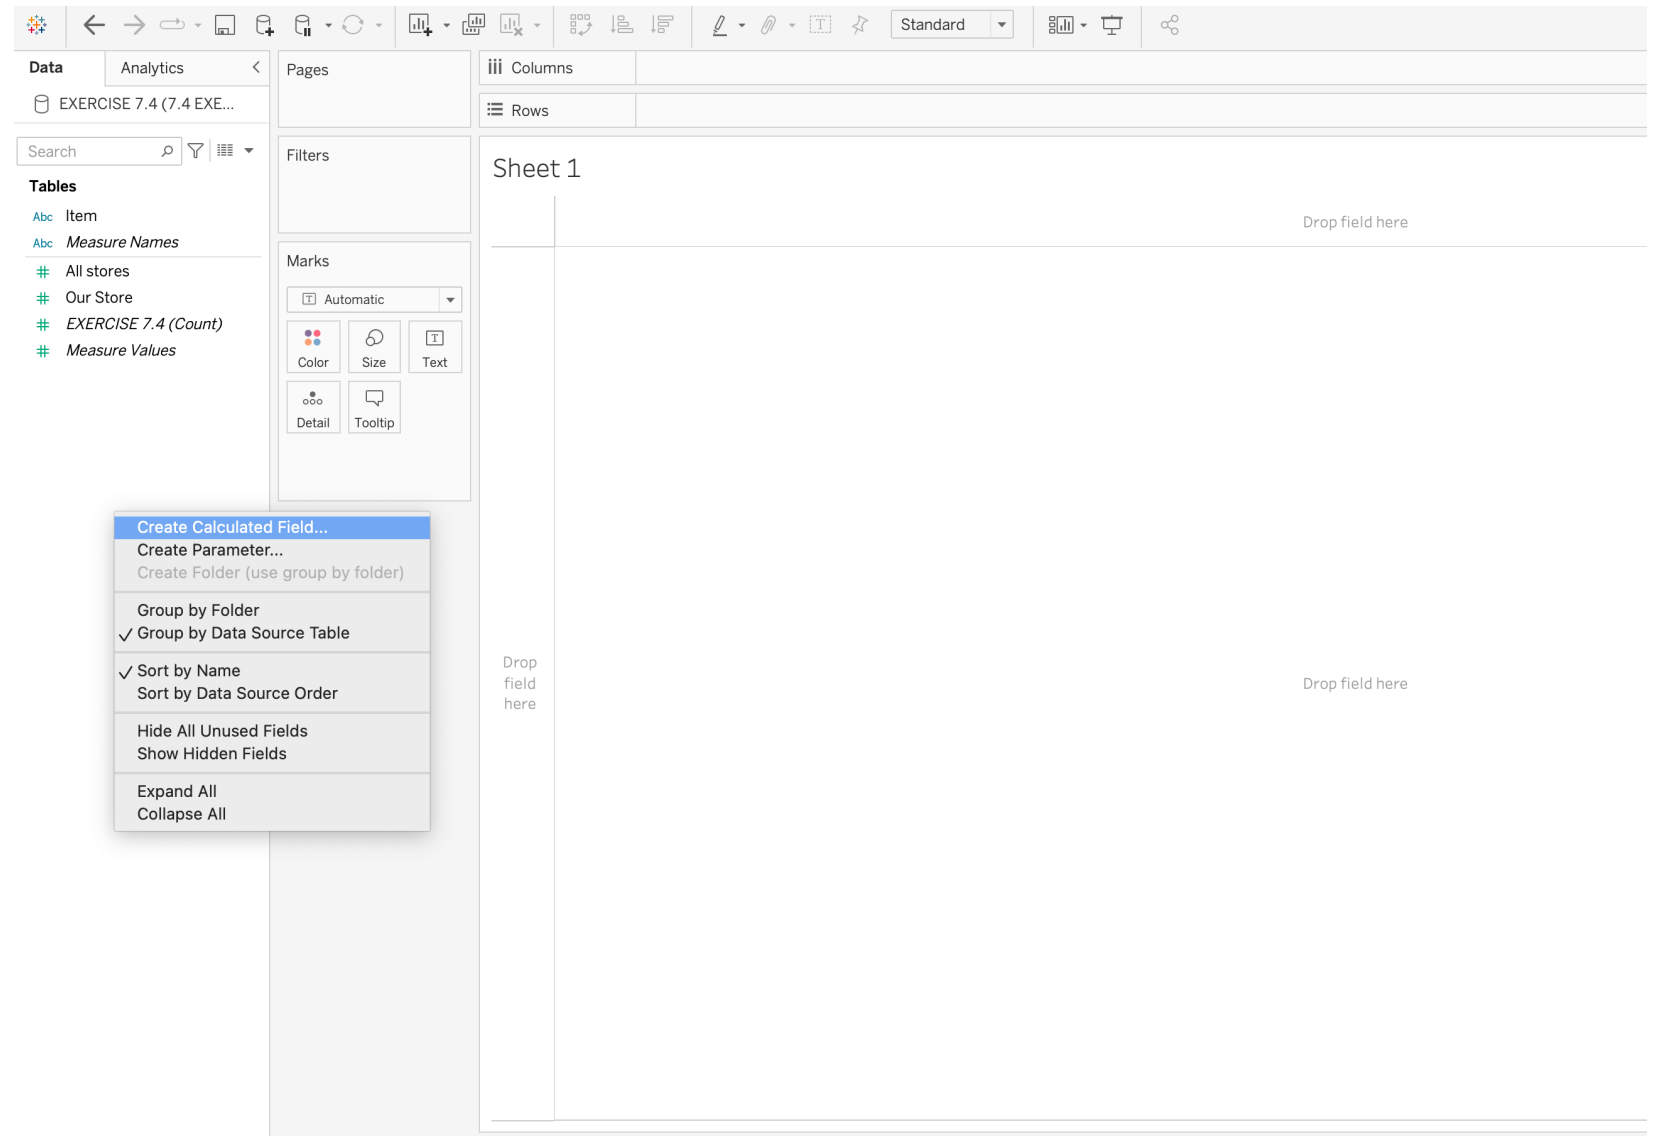 Standard
Data
Analytics
EXERCISE 7.4 (7.4 EXE...
Search
Tables
Abc Item
Abc Measure Names
All stores
Our Store
EXERCISE 7.4 (Count)
Measure Values
Pages
Filters
Marks
T Automatic
Color
Size
T
Text
Detail
Tooltip
Columns
Rows
Sheet 1
Drop field here
Drop
field
here
Drop field here
Create Calculated Field...
Create Parameter...
Create Folder (use group by folder)
Group by Folder
✓ Group by Data Source Table
✓ Sort by Name
Sort by Data Source Order
Hide All Unused Fields
Show Hidden Fields
Expand All
Collapse All